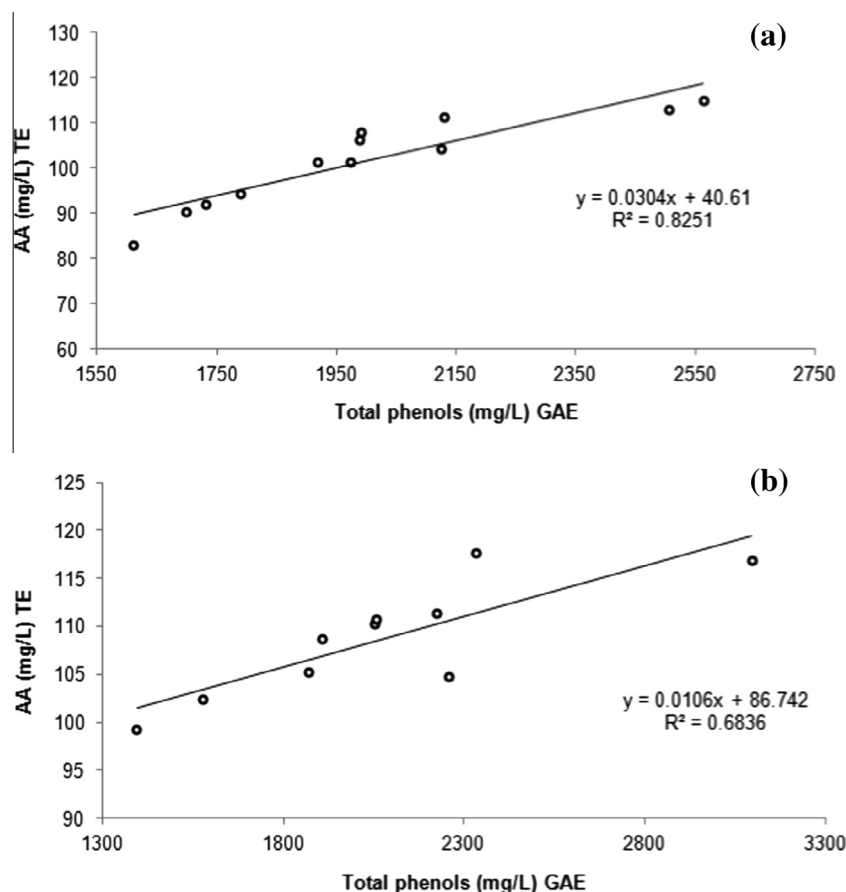 (a)
130
120
110
100
90
80
70
60
AA (mg/L) TE
y = 0.0304x + 40.61
R² = 0.8251
1550 1750 1950 2150 2350 2550 2750
Total phenols (mg/L) GAE
(b)
125
120
115
110
105
100
95
90
AA (mg/L) TE
y = 0.0106x + 86.742
R² = 0.6836
1300 1800 2300 2800 3300
Total phenols (mg/L) GAE